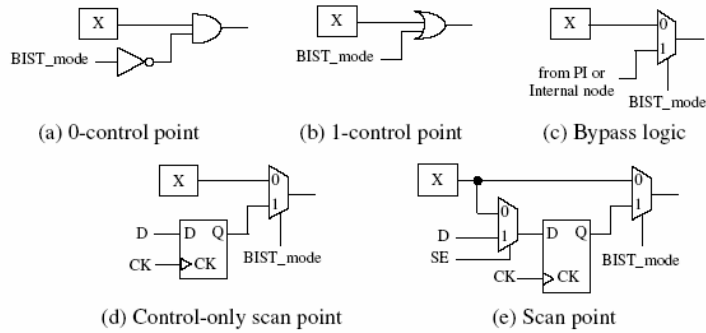 X
BIST_mode
(a) 0-control point
X
BIST_mode
(b) 1-control point
X
0
1
from PI or
Internal node
BIST_mode
(c) Bypass logic
X
0
1
D
D Q
CK
CK
BIST_mode
(d) Control-only scan point
X
0
1
0
D
1
SE
D Q
CK
CK
BIST_mode
(e) Scan point